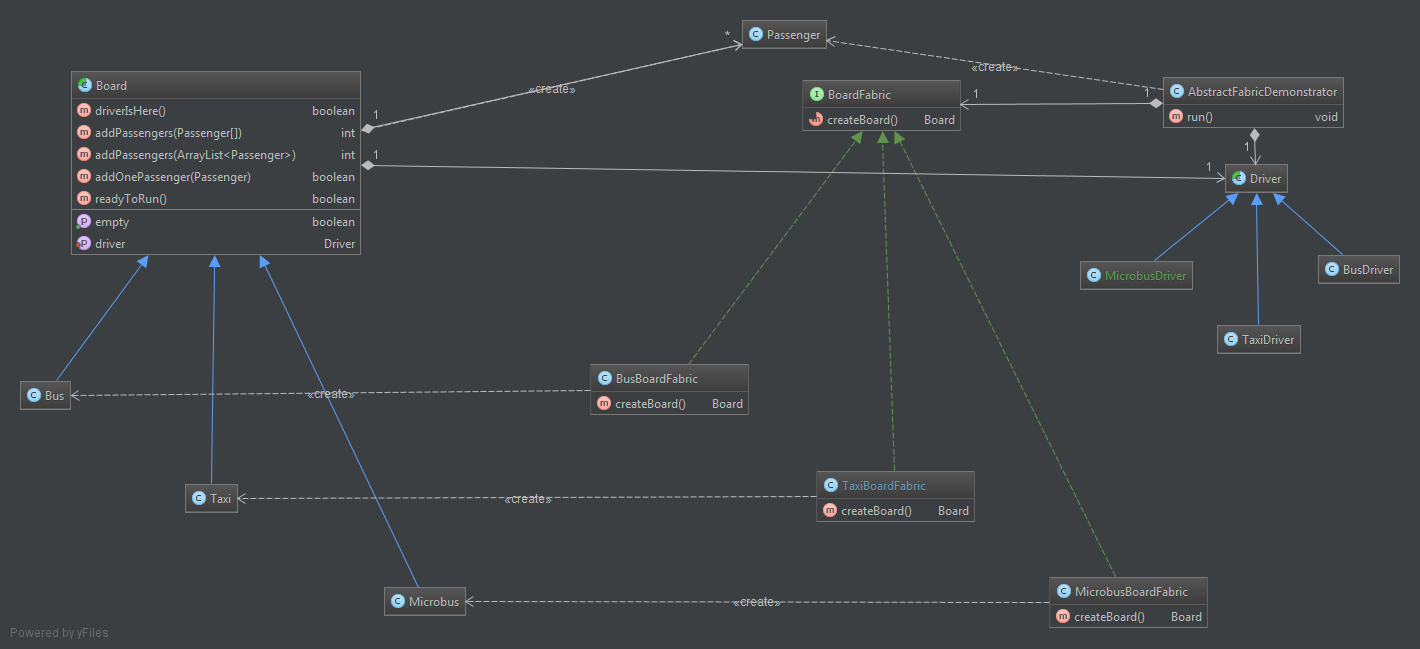 * Passenger
«create»
Board
driverIsHere() boolean
addPassengers(Passenger[]) int
addPassengers(ArrayList<Passenger>) int
addOnePassenger(Passenger) boolean
readyToRun() boolean
empty boolean
driver Driver
1
«create»
1
BoardFabric
createBoard() Board
1
1
AbstractFabricDemonstrator
run() void
1
1
Driver
MicrobusDriver
BusDriver
TaxiDriver
BusBoardFabric
createBoard() Board
Bus
«create»
TaxiBoardFabric
createBoard() Board
Taxi
«create»
MicrobusBoardFabric
createBoard() Board
Microbus
«create»
Powered by yFiles